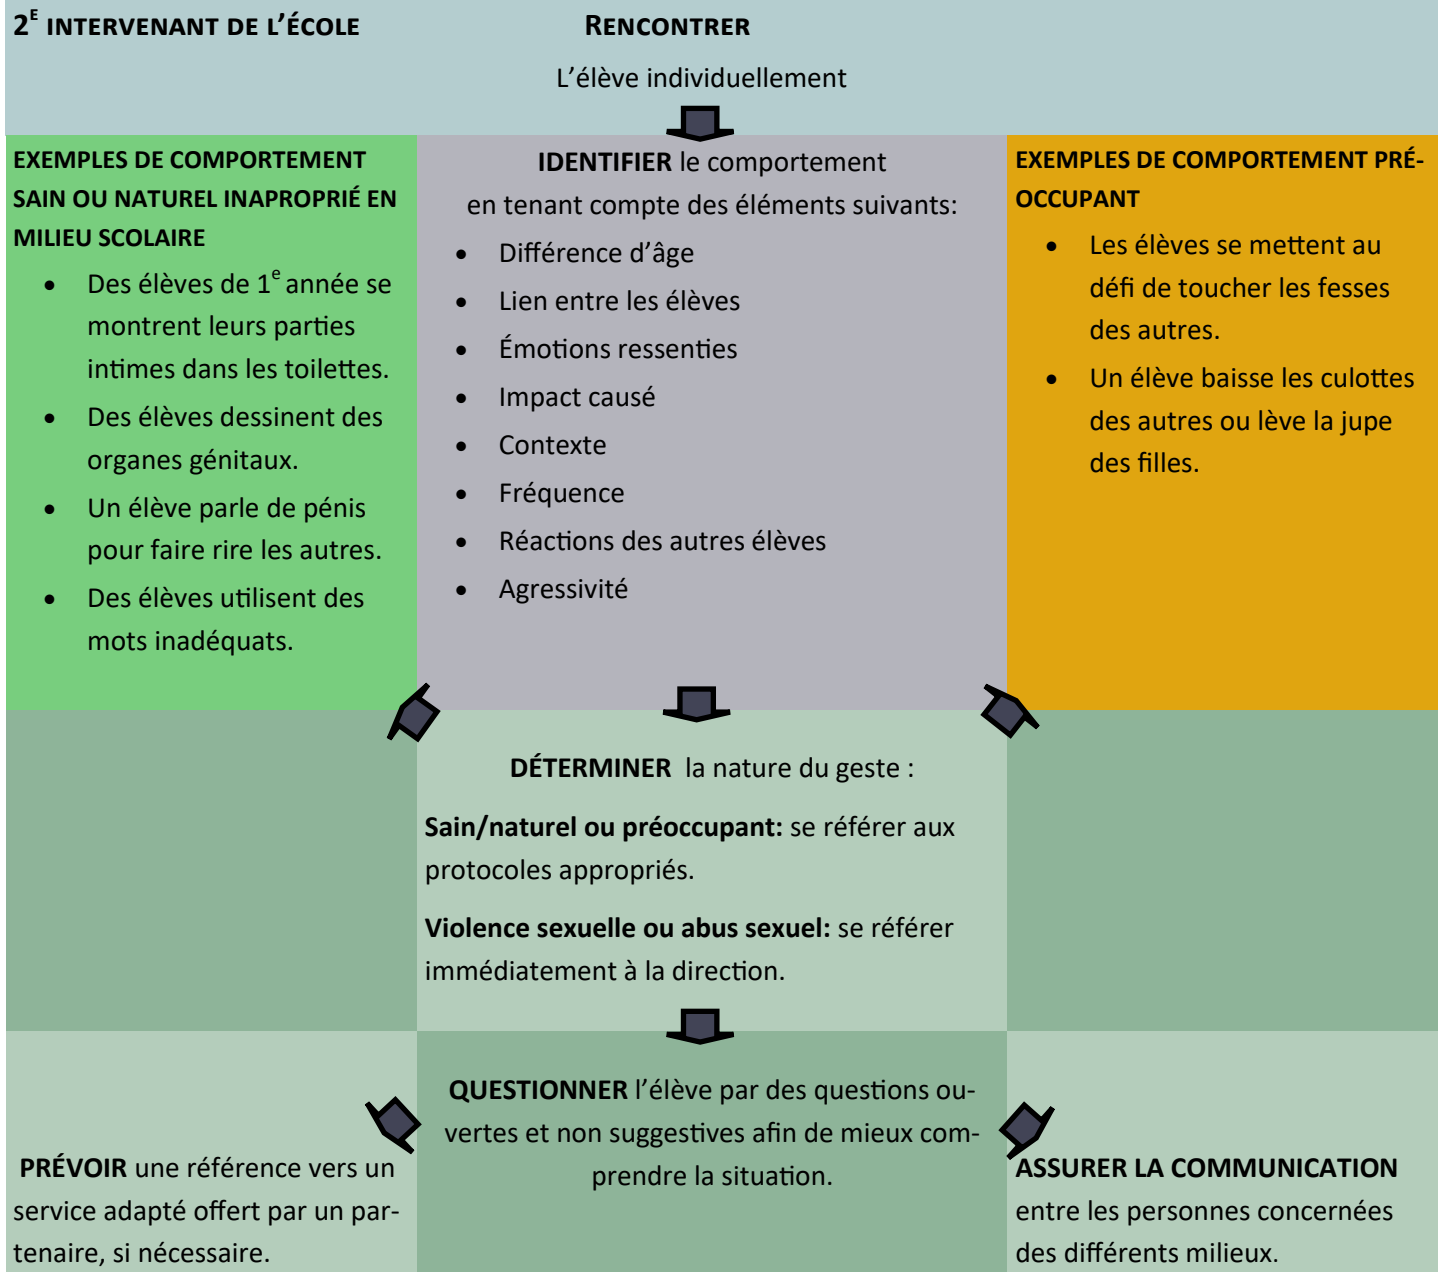 2E INTERVENANT DE L’ÉCOLE
RENCONTRER
L’élève individuellement
EXEMPLES DE COMPORTEMENT
SAIN OU NATUREL INAPROPRIÉ EN
MILIEU SCOLAIRE
• Des élèves de 1e année se
montrent leurs parties
intimes dans les toilettes.
• Des élèves dessinent des
organes génitaux.
• Un élève parle de pénis
pour faire rire les autres.
• Des élèves utilisent des
mots inadéquats.
IDENTIFIER le comportement
en tenant compte des éléments suivants:
• Différence d’âge
• Lien entre les élèves
• Émotions ressenties
• Impact causé
• Contexte
• Fréquence
• Réactions des autres élèves
• Agressivité
EXEMPLES DE COMPORTEMENT PRÉ-
OCCUPANT
• Les élèves se mettent au
défi de toucher les fesses
des autres.
• Un élève baisse les culottes
des autres ou lève la jupe
des filles.
DÉTERMINER la nature du geste :
Sain/naturel ou préoccupant: se référer aux
protocoles appropriés.
Violence sexuelle ou abus sexuel: se référer
immédiatement à la direction.
QUESTIONNER l’élève par des questions ou-
vertes et non suggestives afin de mieux com-
prendre la situation.
PRÉVOIR une référence vers un
service adapté offert par un par-
tenaire, si nécessaire.
ASSURER LA COMMUNICATION
entre les personnes concernées
des différents milieux.